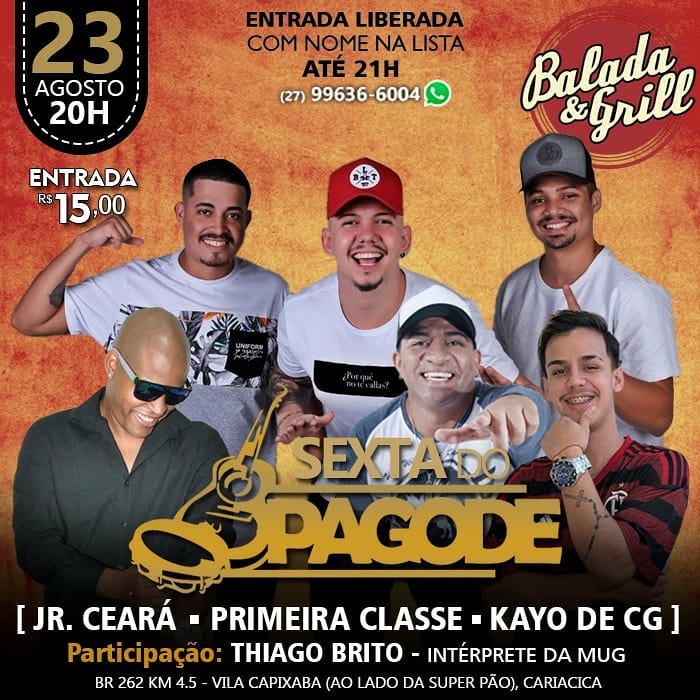 23
AGOSTO
20H
ENTRADA LIBERADA
COM NOME NA LISTA
ATÉ 21H
(27) 99636-6004
Balada
& Grill
ENTRADA
R$ 15,00
BLT
UNIFORM
¿Por qué
no te callas?
SEXTA DO
PAGODE
[ JR. CEARÁ ▪ PRIMEIRA CLASSE ▪ KAYO DE CG ]
Participação: THIAGO BRITO - INTÉRPRETE DA MUG
BR 262 KM 4.5 - VILA CAPIXABA (AO LADO DA SUPER PÃO), CARIACICA